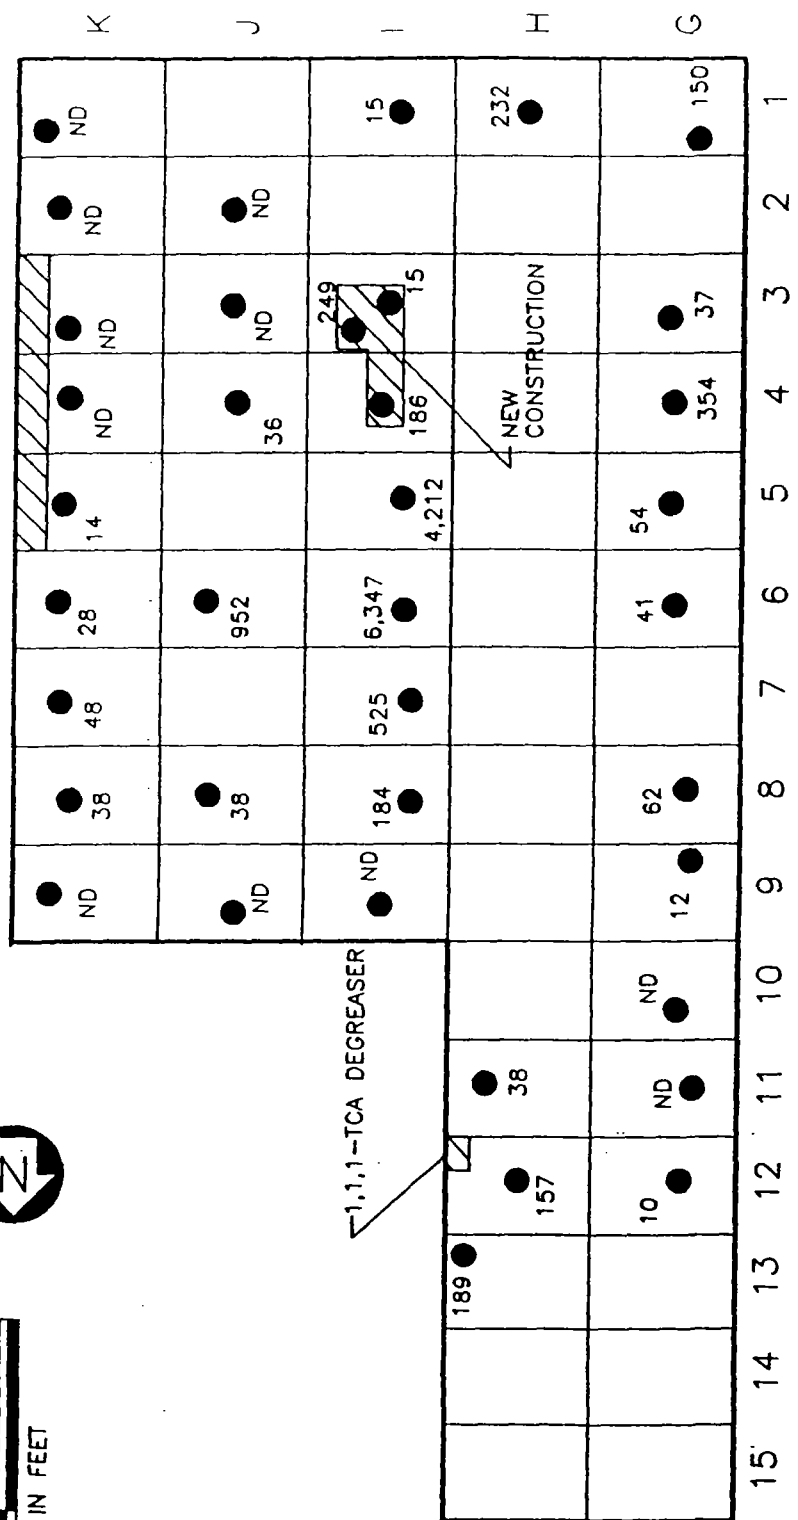 K
J
I
H
G
ND
15
232
150
1
ND
ND
2
ND
ND
249
15
37
3
ND
36
186
NEW
CONSTRUCTION
354
4
14
4,212
54
5
28
952
6,347
41
6
48
525
7
38
38
184
62
8
ND
ND
ND
12
9
1,1,1-TCA DEGREASER
ND
10
38
ND
11
N
157
10
12
189
13
14
IN FEET
15